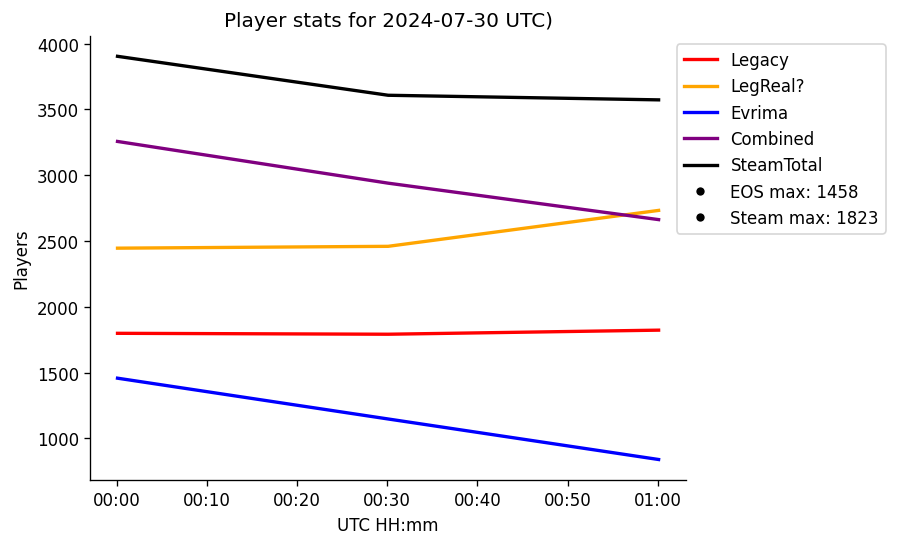 Player stats for 2024-07-30 UTC)
4000
3500
3000
2500
2000
1500
1000
Players
00:00 00:10 00:20 00:30 00:40 00:50 01:00
UTC HH:mm
Legacy
LegReal?
Evrima
Combined
SteamTotal
EOS max: 1458
Steam max: 1823